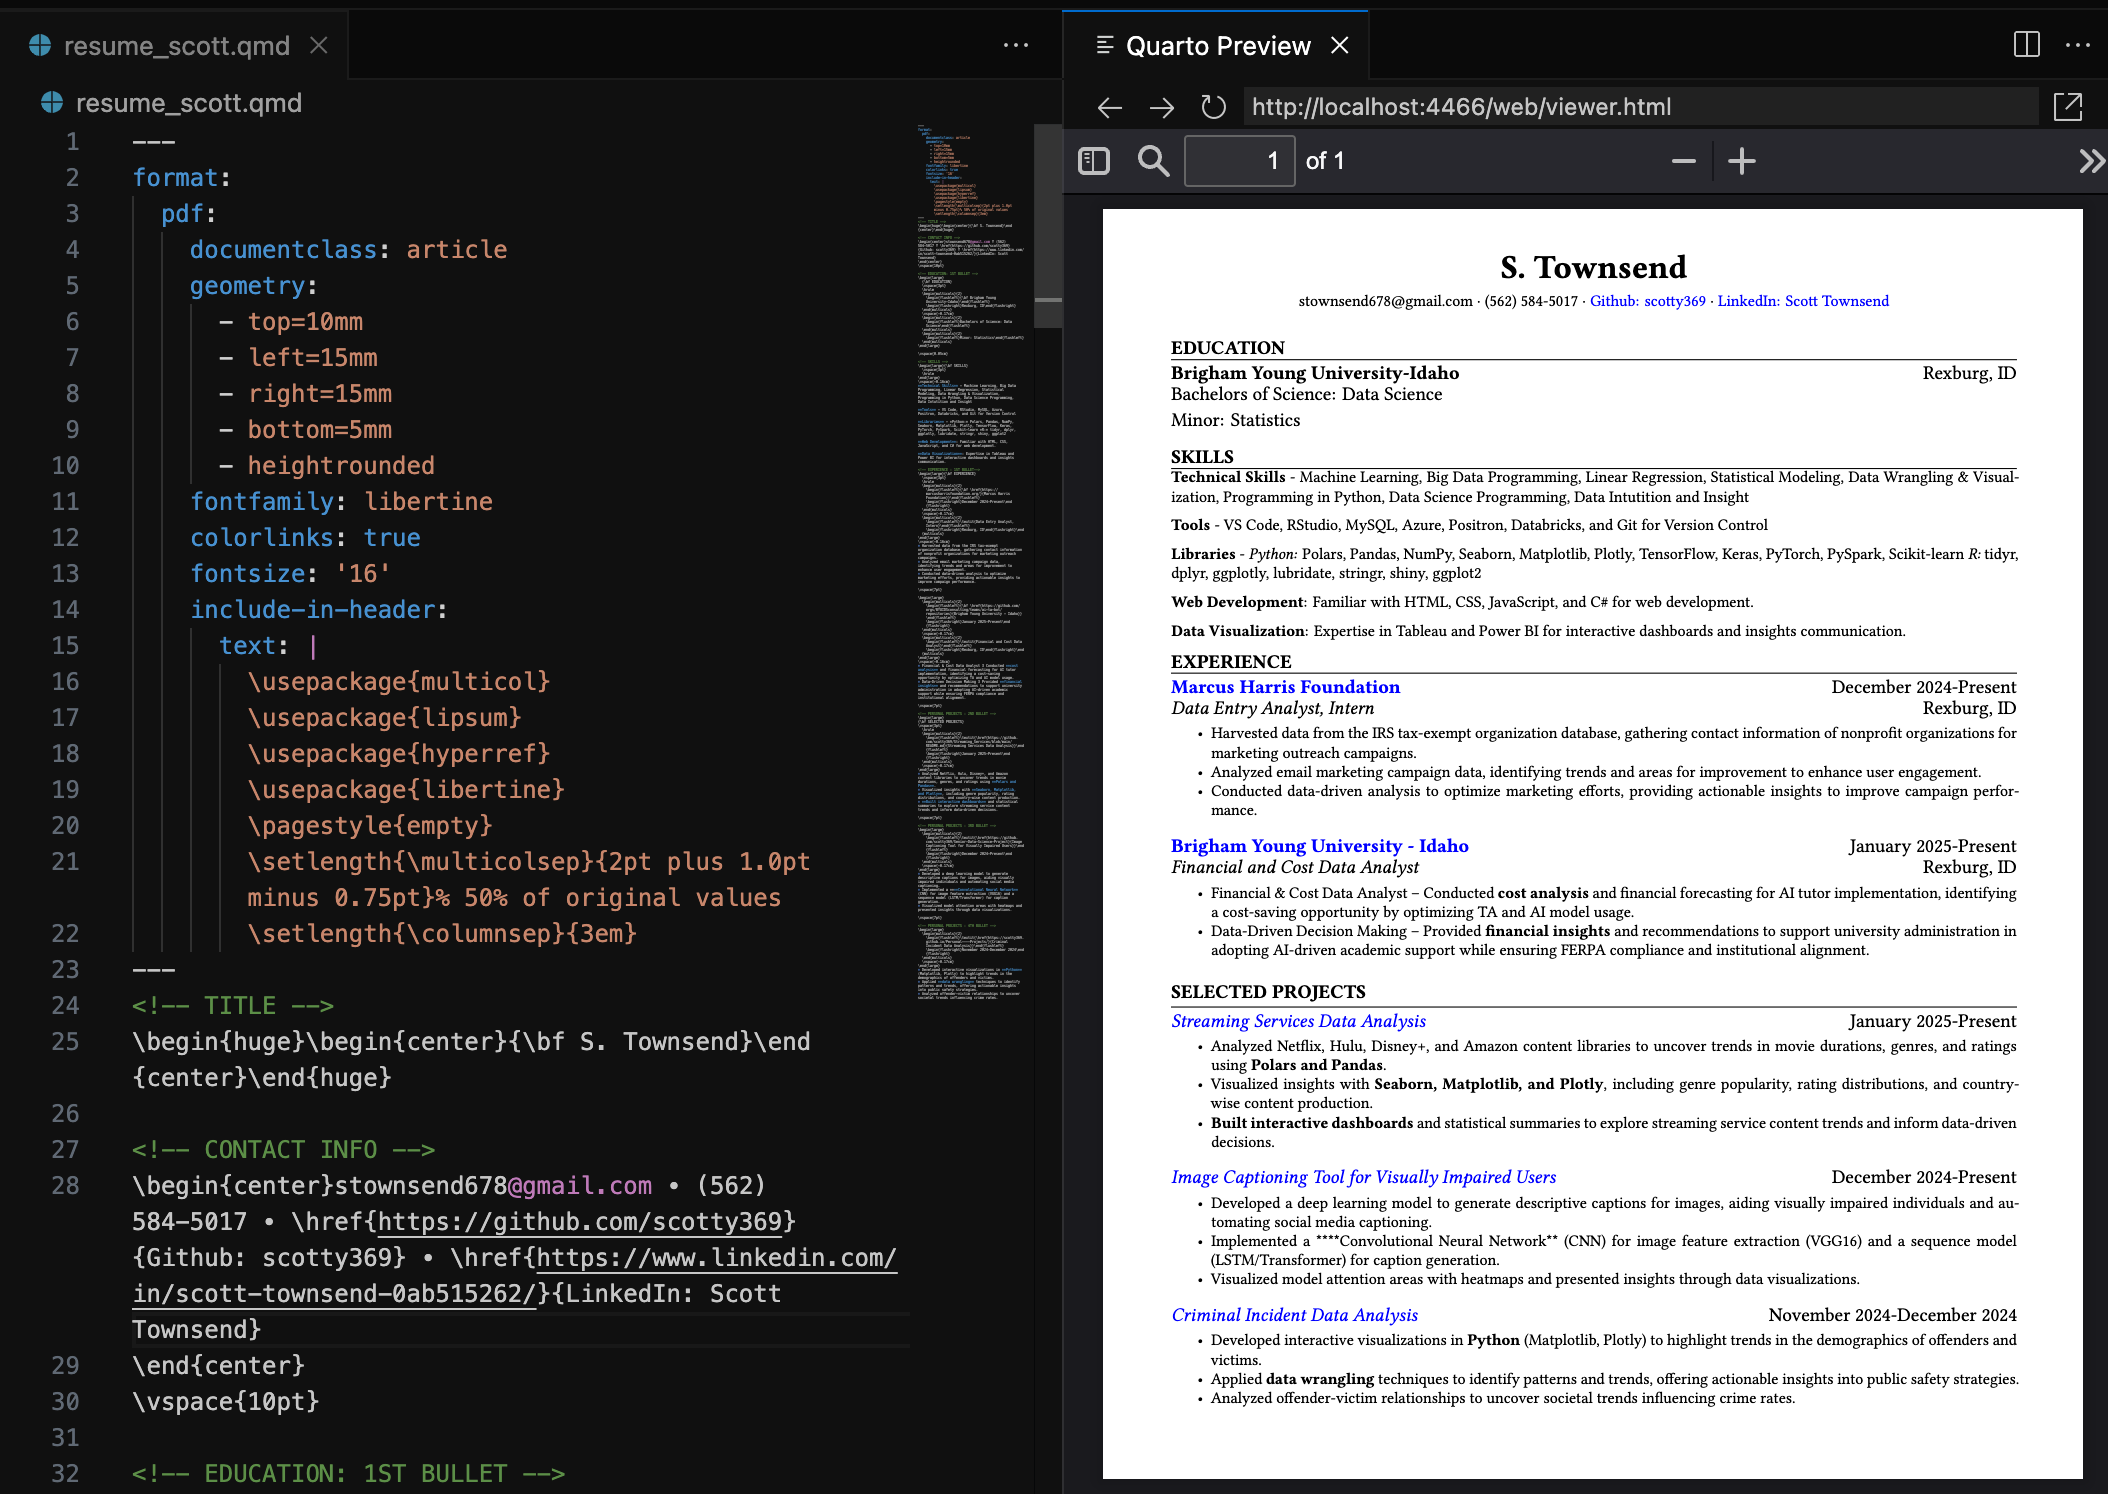 resume_scott.qmd
resume_scott.qmd
1 ---
2 format:
3 pdf:
4 documentclass: article
5 geometry:
6 - top=10mm
7 - left=15mm
8 - right=15mm
9 - bottom=5mm
10 - heightrounded
11 fontfamily: libertine
12 colorlinks: true
13 fontsize: '16'
14 include-in-header:
15 text: |
16 \usepackage{multicol}
17 \usepackage{lipsum}
18 \usepackage{hyperref}
19 \usepackage{libertine}
20 \pagestyle{empty}
21 \setlength{\multicolsep}{2pt plus 1.0pt
minus 0.75pt}% 50% of original values
22 \setlength{\columnsep}{3em}
23 ---
24 <!-- TITLE -->
25 \begin{huge}\begin{center}{\bf S. Townsend}\end
{center}\end{huge}
26
27 <!-- CONTACT INFO -->
28 \begin{center}stownsend678@gmail.com • (562)
584-5017 • \href{https://github.com/scotty369}
{Github: scotty369} • \href{https://www.linkedin.com/
in/scott-townsend-0ab515262/}{LinkedIn: Scott
Townsend}
29 \end{center}
30 \vspace{10pt}
31
32 <!-- EDUCATION: 1ST BULLET -->
Quarto Preview
http://localhost:4466/web/viewer.html
1 of 1
S. Townsend
stownsend678@gmail.com · (562) 584-5017 · Github: scotty369 · LinkedIn: Scott Townsend
EDUCATION
Brigham Young University-Idaho Rexburg, ID
Bachelors of Science: Data Science
Minor: Statistics
SKILLS
Technical Skills - Machine Learning, Big Data Programming, Linear Regression, Statistical Modeling, Data Wrangling & Visual-
ization, Programming in Python, Data Science Programming, Data Intutition and Insight
Tools - VS Code, RStudio, MySQL, Azure, Positron, Databricks, and Git for Version Control
Libraries - Python: Polars, Pandas, NumPy, Seaborn, Matplotlib, Plotly, TensorFlow, Keras, PyTorch, PySpark, Scikit-learn R: tidyr,
dplyr, ggplotly, lubridate, stringr, shiny, ggplot2
Web Development: Familiar with HTML, CSS, JavaScript, and C# for web development.
Data Visualization: Expertise in Tableau and Power BI for interactive dashboards and insights communication.
EXPERIENCE
Marcus Harris Foundation December 2024-Present
Data Entry Analyst, Intern Rexburg, ID
• Harvested data from the IRS tax-exempt organization database, gathering contact information of nonprofit organizations for
marketing outreach campaigns.
• Analyzed email marketing campaign data, identifying trends and areas for improvement to enhance user engagement.
• Conducted data-driven analysis to optimize marketing efforts, providing actionable insights to improve campaign perfor-
mance.
Brigham Young University - Idaho January 2025-Present
Financial and Cost Data Analyst Rexburg, ID
• Financial & Cost Data Analyst – Conducted cost analysis and financial forecasting for AI tutor implementation, identifying
a cost-saving opportunity by optimizing TA and AI model usage.
• Data-Driven Decision Making – Provided financial insights and recommendations to support university administration in
adopting AI-driven academic support while ensuring FERPA compliance and institutional alignment.
SELECTED PROJECTS
Streaming Services Data Analysis January 2025-Present
• Analyzed Netflix, Hulu, Disney+, and Amazon content libraries to uncover trends in movie durations, genres, and ratings
using Polars and Pandas.
• Visualized insights with Seaborn, Matplotlib, and Plotly, including genre popularity, rating distributions, and country-
wise content production.
• Built interactive dashboards and statistical summaries to explore streaming service content trends and inform data-driven
decisions.
Image Captioning Tool for Visually Impaired Users December 2024-Present
• Developed a deep learning model to generate descriptive captions for images, aiding visually impaired individuals and au-
tomating social media captioning.
• Implemented a ****Convolutional Neural Network** (CNN) for image feature extraction (VGG16) and a sequence model
(LSTM/Transformer) for caption generation.
• Visualized model attention areas with heatmaps and presented insights through data visualizations.
Criminal Incident Data Analysis November 2024-December 2024
• Developed interactive visualizations in Python (Matplotlib, Plotly) to highlight trends in the demographics of offenders and
victims.
• Applied data wrangling techniques to identify patterns and trends, offering actionable insights into public safety strategies.
• Analyzed offender-victim relationships to uncover societal trends influencing crime rates.